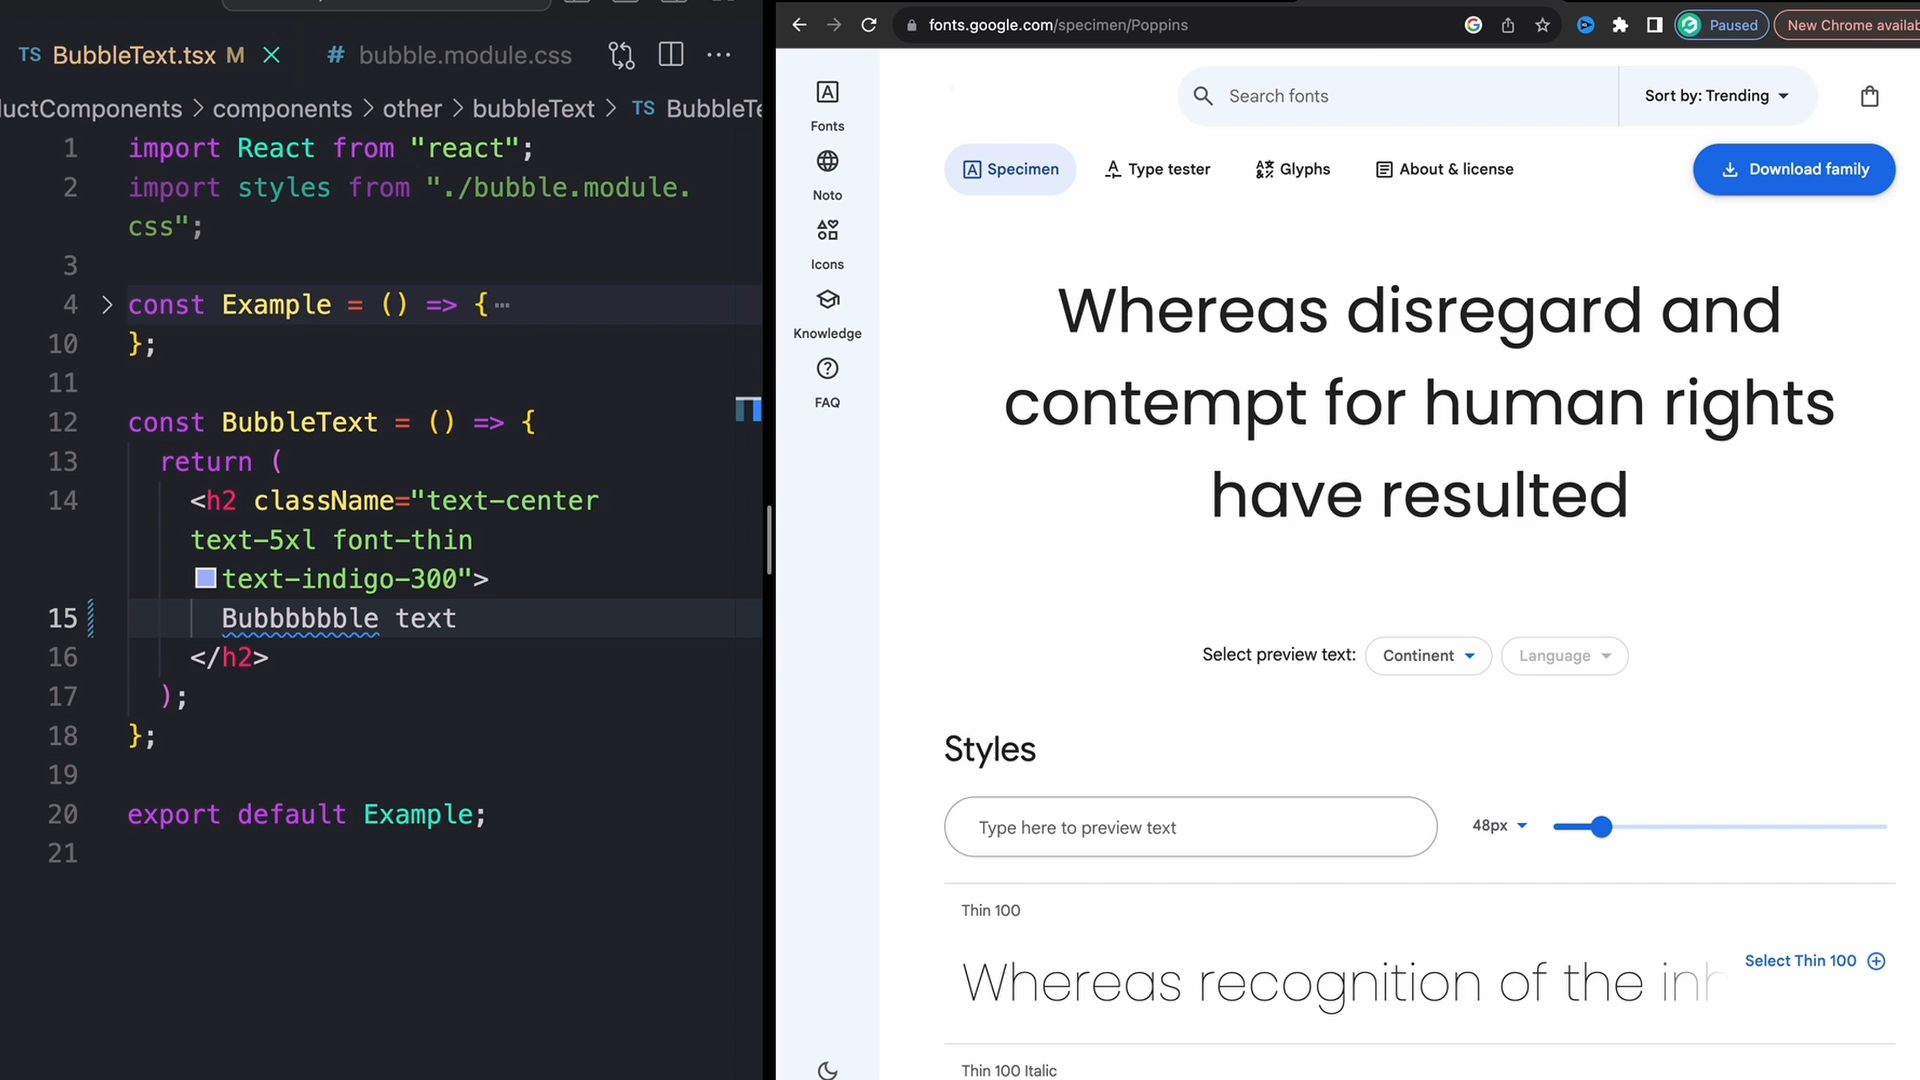 TS BubbleText.tsx M
# bubble.module.css
uctComponents > components > other > bubbleText > TS BubbleTe
1 import React from "react";
2 import styles from "./bubble.module.
css";
3
4 const Example = () => {
10 };
11
12 const BubbleText = () => {
13 return (
14 <h2 className="text-center
text-5xl font-thin
text-indigo-300">
15 Bubbbbbble text
16 </h2>
17 );
18 };
19
20 export default Example;
21
fonts.google.com/specimen/Poppins
Paused
New Chrome availab
Fonts
Noto
Icons
Knowledge
FAQ
Search fonts
Sort by: Trending
Specimen
Type tester
Glyphs
About & license
Download family
Whereas disregard and
contempt for human rights
have resulted
Select preview text:
Continent
Language
Styles
Type here to preview text
48px
Thin 100
Whereas recognition of the inh
Select Thin 100
Thin 100 Italic